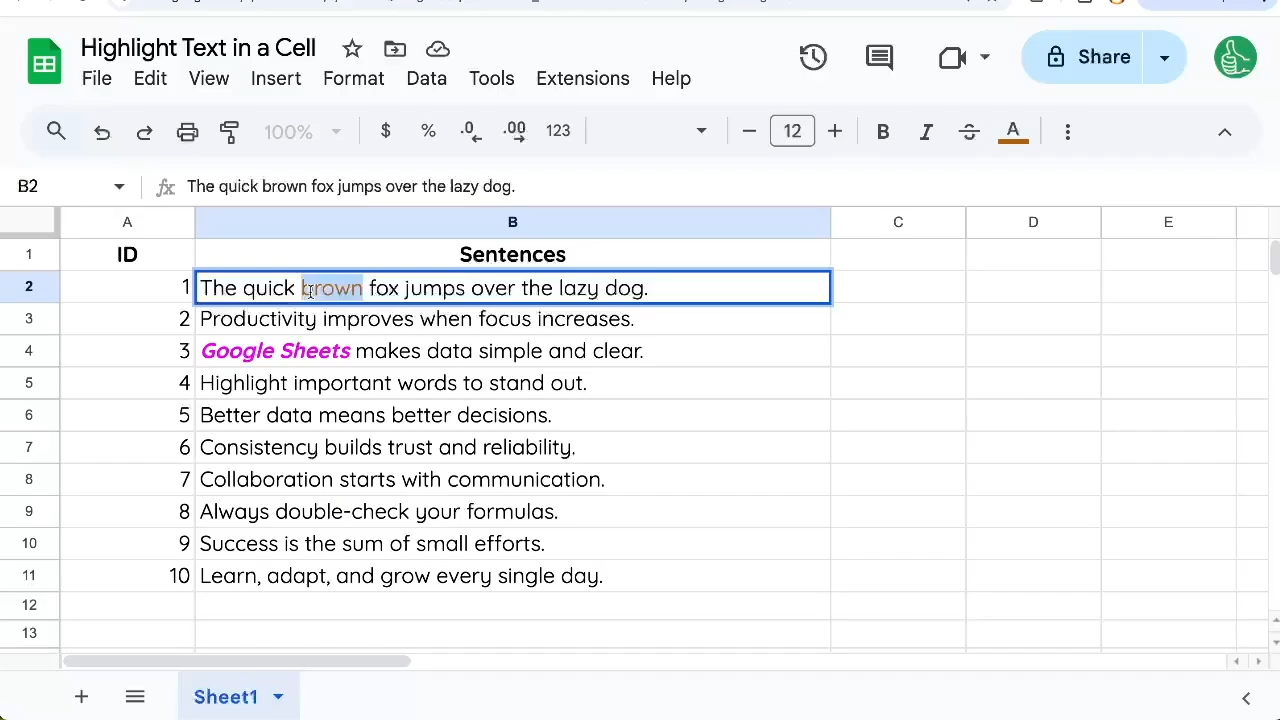 Highlight Text in a Cell
File Edit View Insert Format Data Tools Extensions Help
Share
100% $ % .0 .00 123 12 B I A
B2 fx The quick brown fox jumps over the lazy dog.
A B C D E
1 ID Sentences
2 1 The quick brown fox jumps over the lazy dog.
3 2 Productivity improves when focus increases.
4 3 Google Sheets makes data simple and clear.
5 4 Highlight important words to stand out.
6 5 Better data means better decisions.
7 6 Consistency builds trust and reliability.
8 7 Collaboration starts with communication.
9 8 Always double-check your formulas.
10 9 Success is the sum of small efforts.
11 10 Learn, adapt, and grow every single day.
12
13
Sheet1